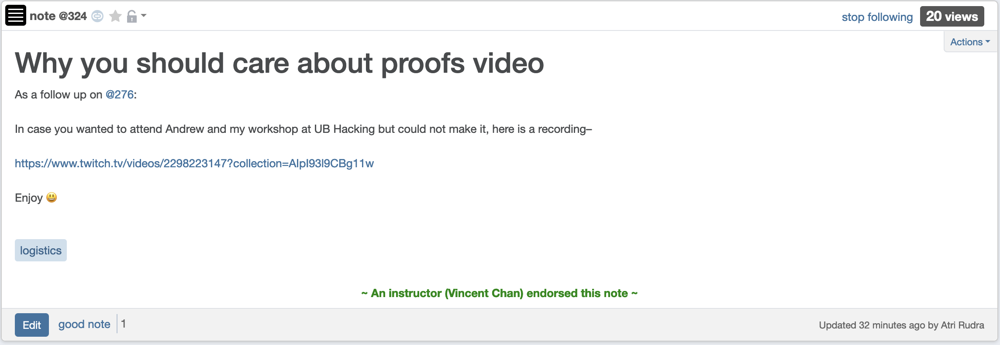 note @324
stop following
20 views
Actions
Why you should care about proofs video
As a follow up on @276:
In case you wanted to attend Andrew and my workshop at UB Hacking but could not make it, here is a recording–
https://www.twitch.tv/videos/2298223147?collection=AIpI93l9CBg11w
Enjoy 😃
logistics
~ An instructor (Vincent Chan) endorsed this note ~
Edit
good note
1
Updated 32 minutes ago by Atri Rudra